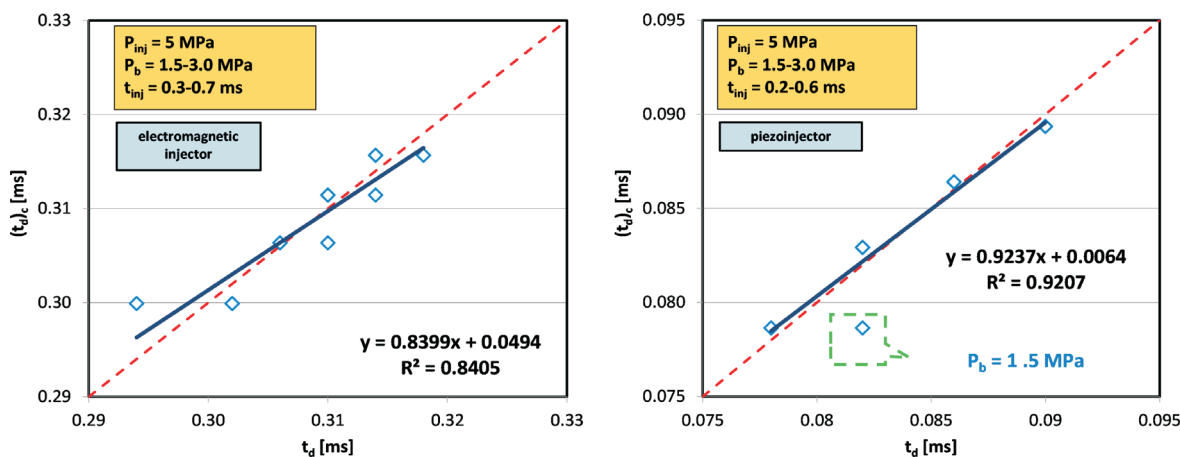 0.33
0.32
0.31
0.30
0.29
(t_d)_c [ms]
P_inj = 5 MPa
P_b = 1.5-3.0 MPa
t_inj = 0.3-0.7 ms
electromagnetic
injector
y = 0.8399x + 0.0494
R² = 0.8405
0.29 0.30 0.31 0.32 0.33
t_d [ms]
0.095
0.090
0.085
0.080
0.075
(t_d)_c [ms]
P_inj = 5 MPa
P_b = 1.5-3.0 MPa
t_inj = 0.2-0.6 ms
piezoinjector
y = 0.9237x + 0.0064
R² = 0.9207
P_b = 1 .5 MPa
0.075 0.08 0.085 0.09 0.095
t_d [ms]